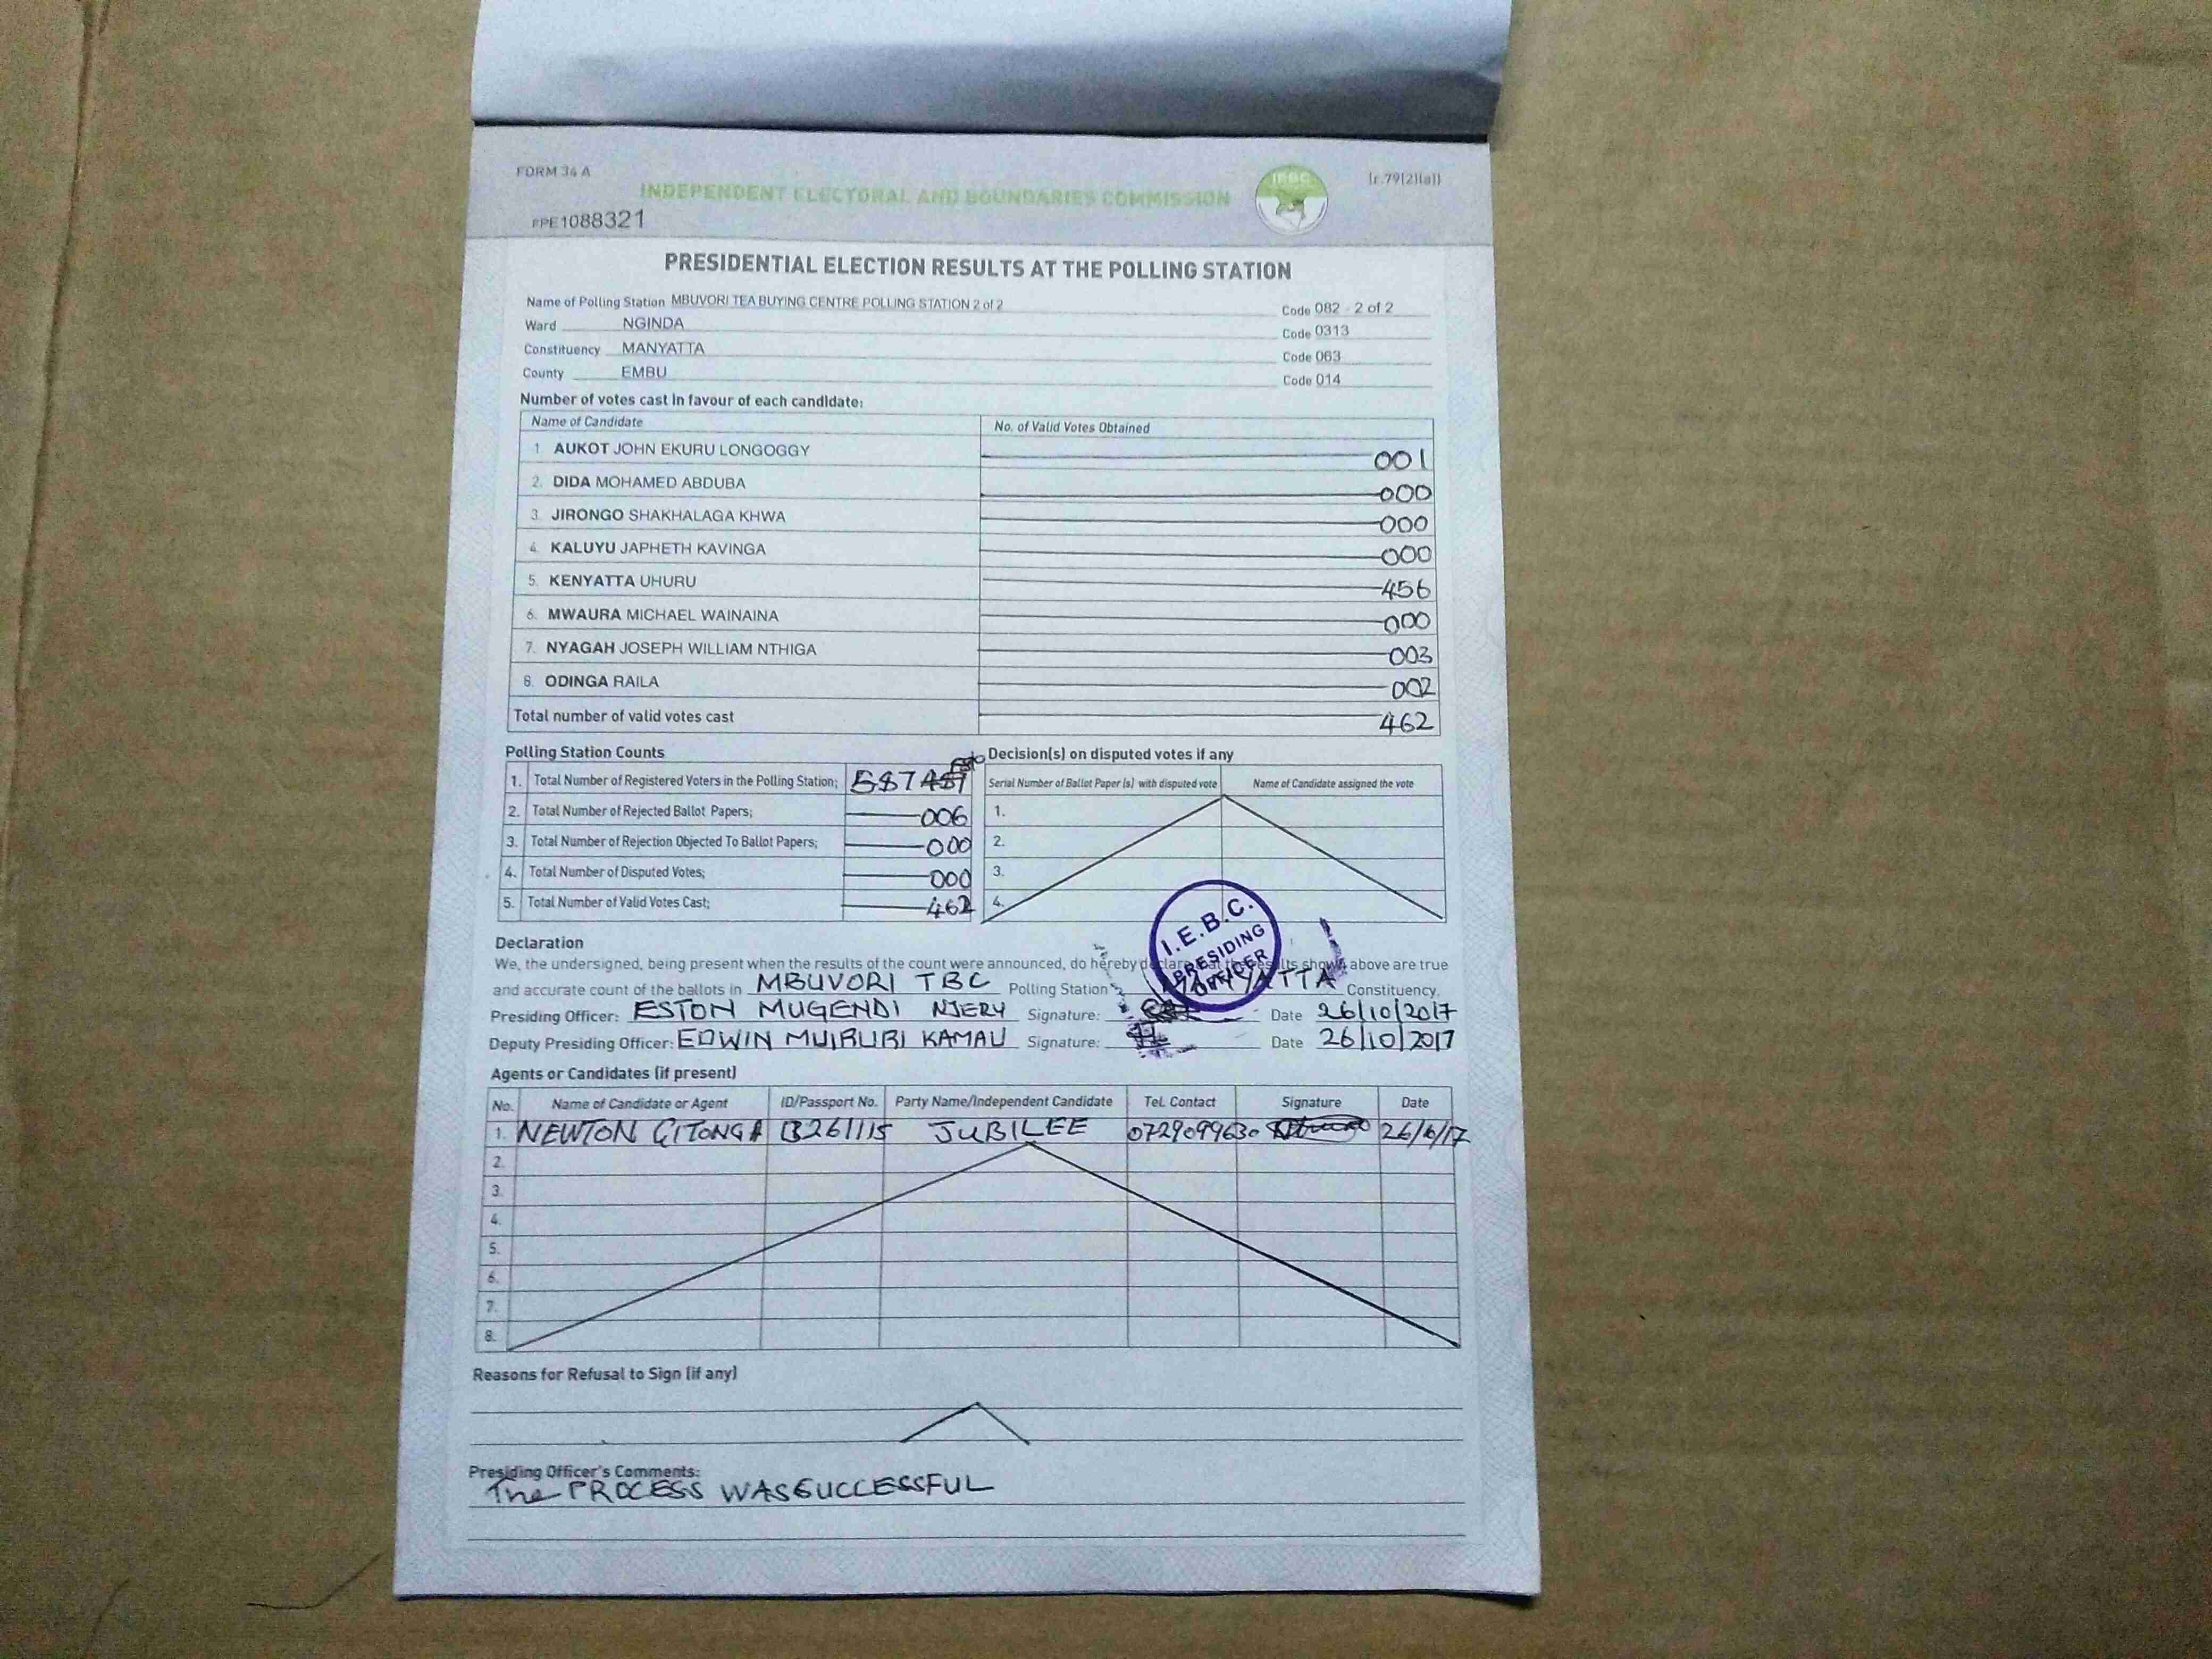 FORM 34 A
(r.79(2)(a))
INDEPENDENT ELECTORAL AND BOUNDARIES COMMISSION
IEBC
PPE1088321
PRESIDENTIAL ELECTION RESULTS AT THE POLLING STATION
Name of Polling Station MBUVORI TEA BUYING CENTRE POLLING STATION 2 of 2 Code 082 - 2 of 2
Ward NGINDA Code 0313
Constituency MANYATTA Code 063
County EMBU Code 014
Number of votes cast in favour of each candidate:
Name of Candidate No. of Valid Votes Obtained
1 AUKOT JOHN EKURU LONGOGGY 001
2. DIDA MOHAMED ABDUBA 000
3. JIRONGO SHAKHALAGA KHWA 000
4. KALUYU JAPHETH KAVINGA 000
5. KENYATTA UHURU 456
6. MWAURA MICHAEL WAINAINA 000
7. NYAGAH JOSEPH WILLIAM NTHIGA 003
8. ODINGA RAILA 002
Total number of valid votes cast 462
Polling Station Counts
1. Total Number of Registered Voters in the Polling Station; 587
2. Total Number of Rejected Ballot Papers; 006
3. Total Number of Rejection Objected To Ballot Papers; 000
4. Total Number of Disputed Votes; 000
5. Total Number of Valid Votes Cast; 462
Decision(s) on disputed votes if any
Serial Number of Ballot Paper (s) with disputed vote Name of Candidate assigned the vote
1.
2.
3.
4.
I.E.B.C.
PRESIDING
OFFICER
Declaration
We, the undersigned, being present when the results of the count were announced, do hereby declare that the results shown above are true
and accurate count of the ballots in MBUVORI TBC Polling Station MANYATTA Constituency.
Presiding Officer: ESTON MUGENDI NJERU Signature: Date 26/10/2017
Deputy Presiding Officer: EDWIN MUIRURI KAMAU Signature: Date 26/10/2017
Agents or Candidates (if present)
No. Name of Candidate or Agent ID/Passport No. Party Name/Independent Candidate Tel. Contact Signature Date
1. NEWTON GITONGA 13261115 JUBILEE 0729099630
2.
3.
4.
5.
6.
7.
8.
Reasons for Refusal to Sign (if any)
Presiding Officer's Comments:
The PROCESS WAS SUCCESSFUL